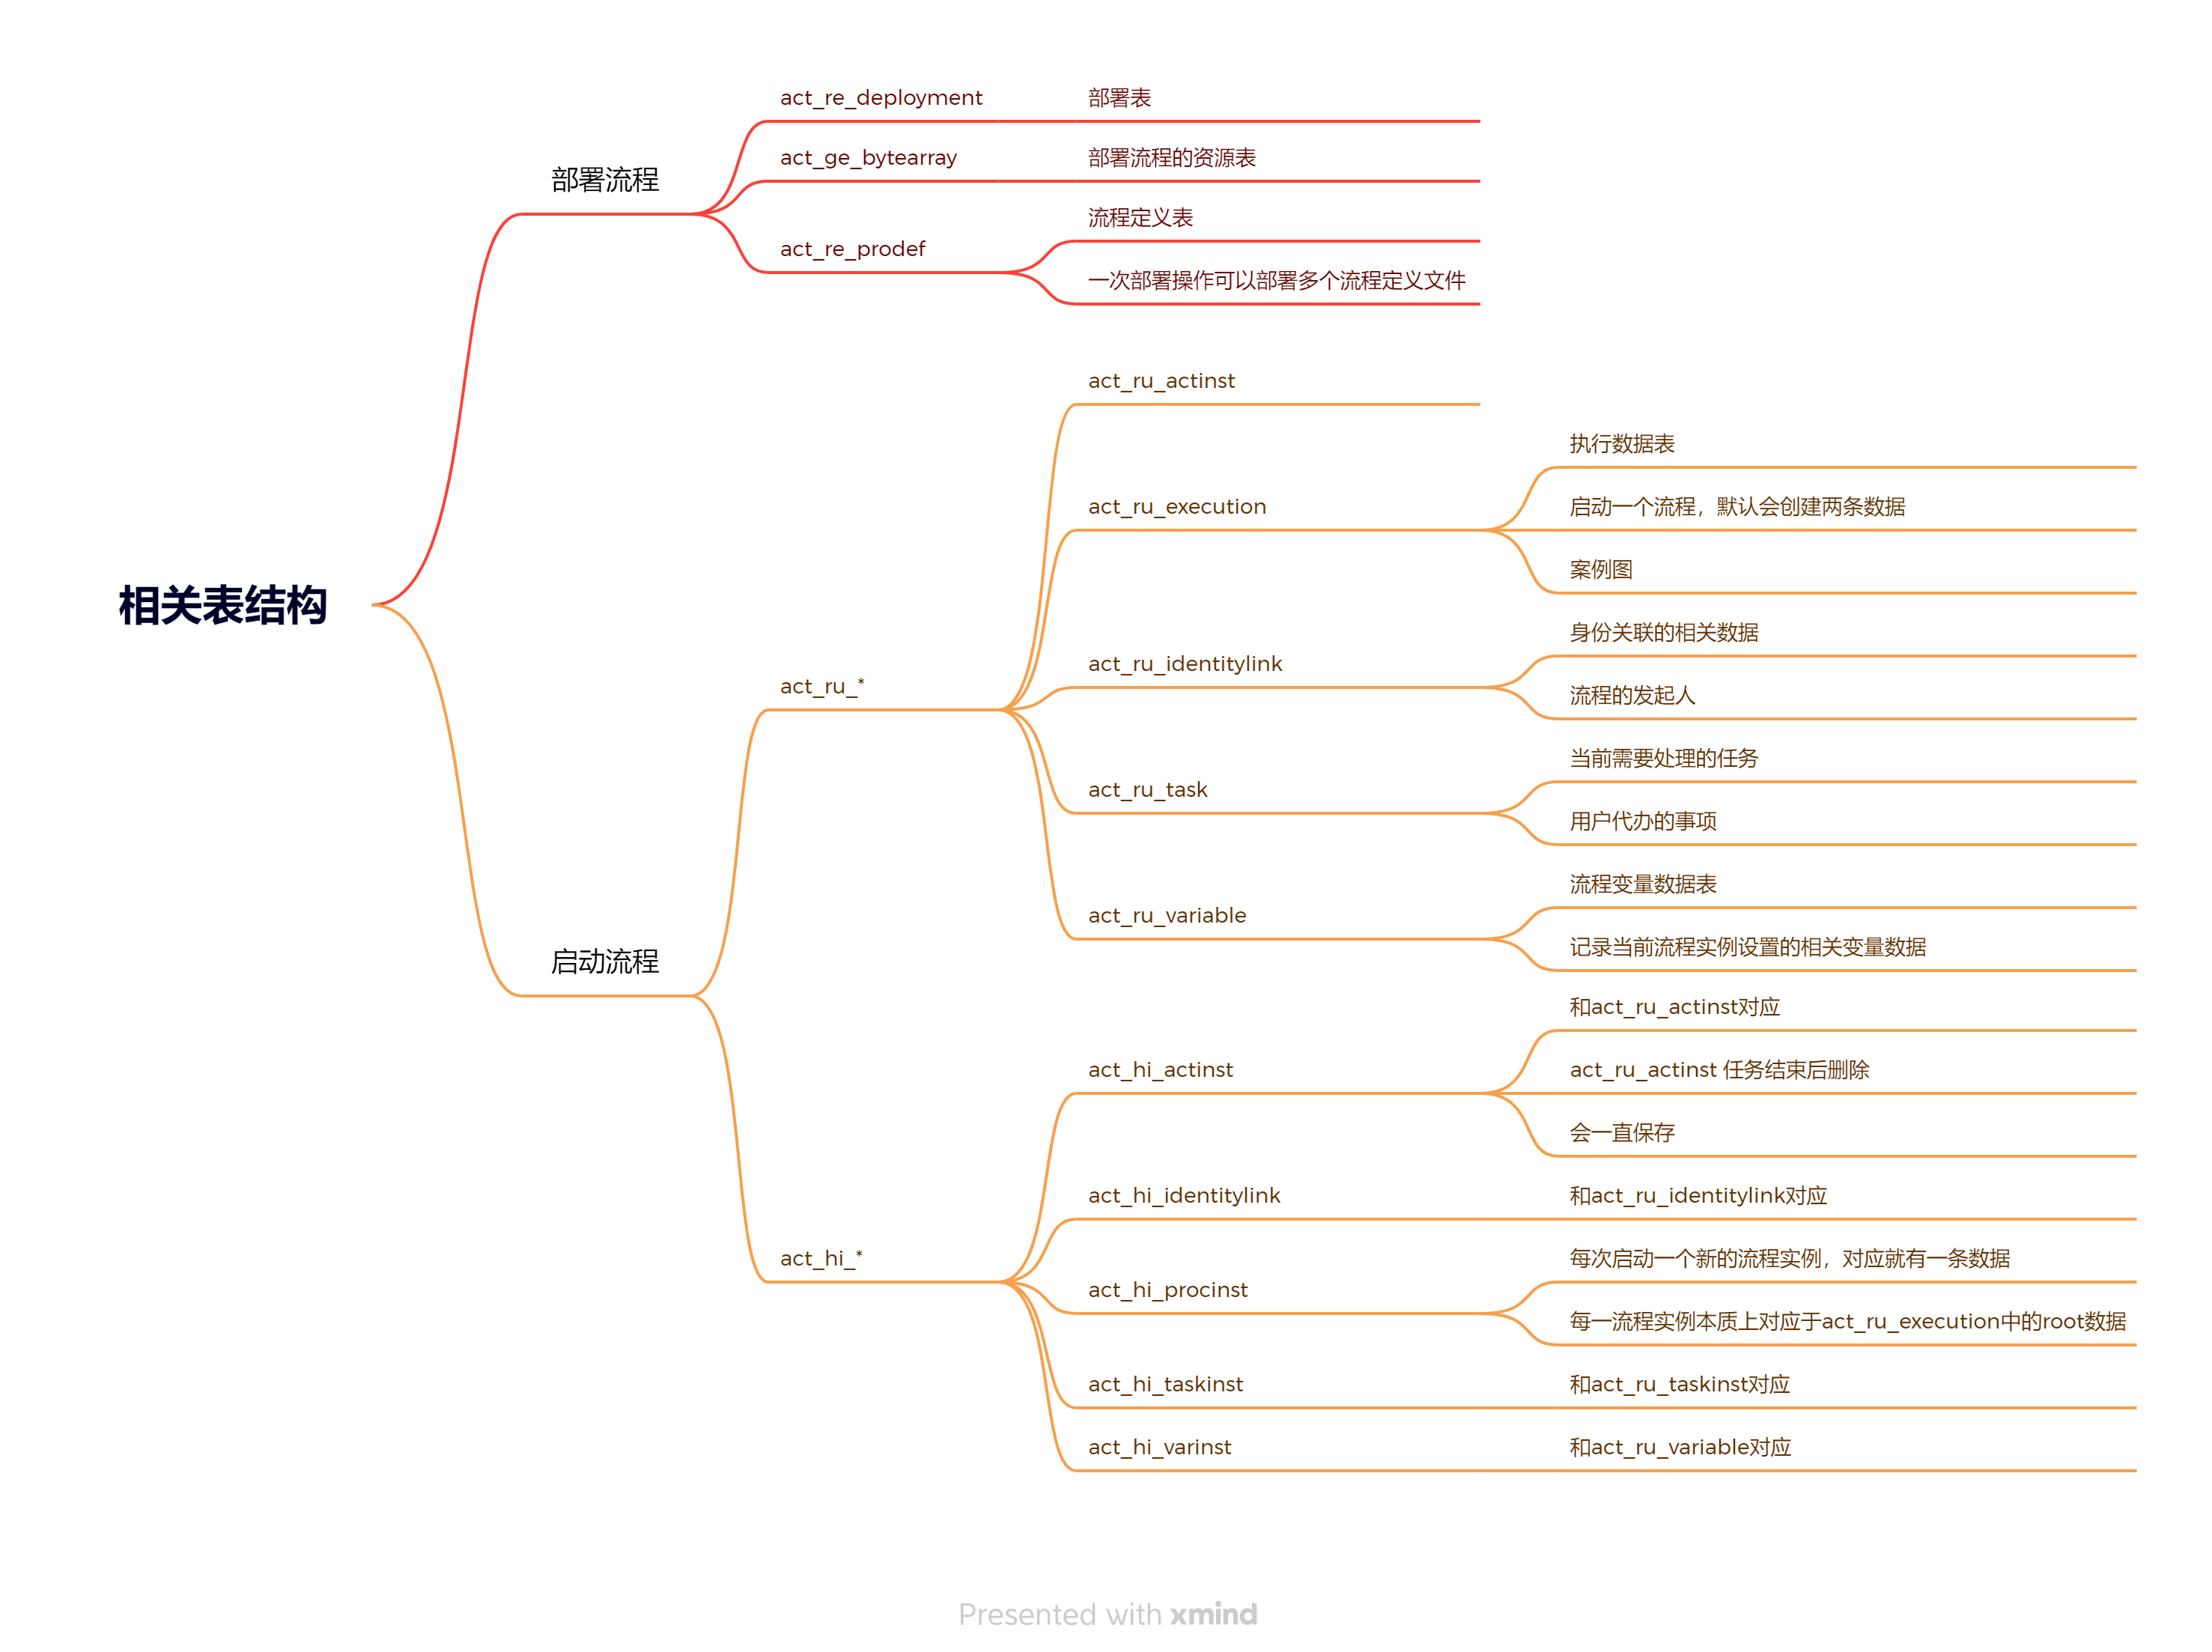 相关表结构
部署流程
act_re_deployment
部署表
act_ge_bytearray
部署流程的资源表
act_re_prodef
流程定义表
一次部署操作可以部署多个流程定义文件
启动流程
act_ru_*
act_ru_actinst
act_ru_execution
执行数据表
启动一个流程，默认会创建两条数据
案例图
act_ru_identitylink
身份关联的相关数据
流程的发起人
act_ru_task
当前需要处理的任务
用户代办的事项
act_ru_variable
流程变量数据表
记录当前流程实例设置的相关变量数据
act_hi_*
act_hi_actinst
和act_ru_actinst对应
act_ru_actinst 任务结束后删除
会一直保存
act_hi_identitylink
和act_ru_identitylink对应
act_hi_procinst
每次启动一个新的流程实例，对应就有一条数据
每一流程实例本质上对应于act_ru_execution中的root数据
act_hi_taskinst
和act_ru_taskinst对应
act_hi_varinst
和act_ru_variable对应
Presented with xmind